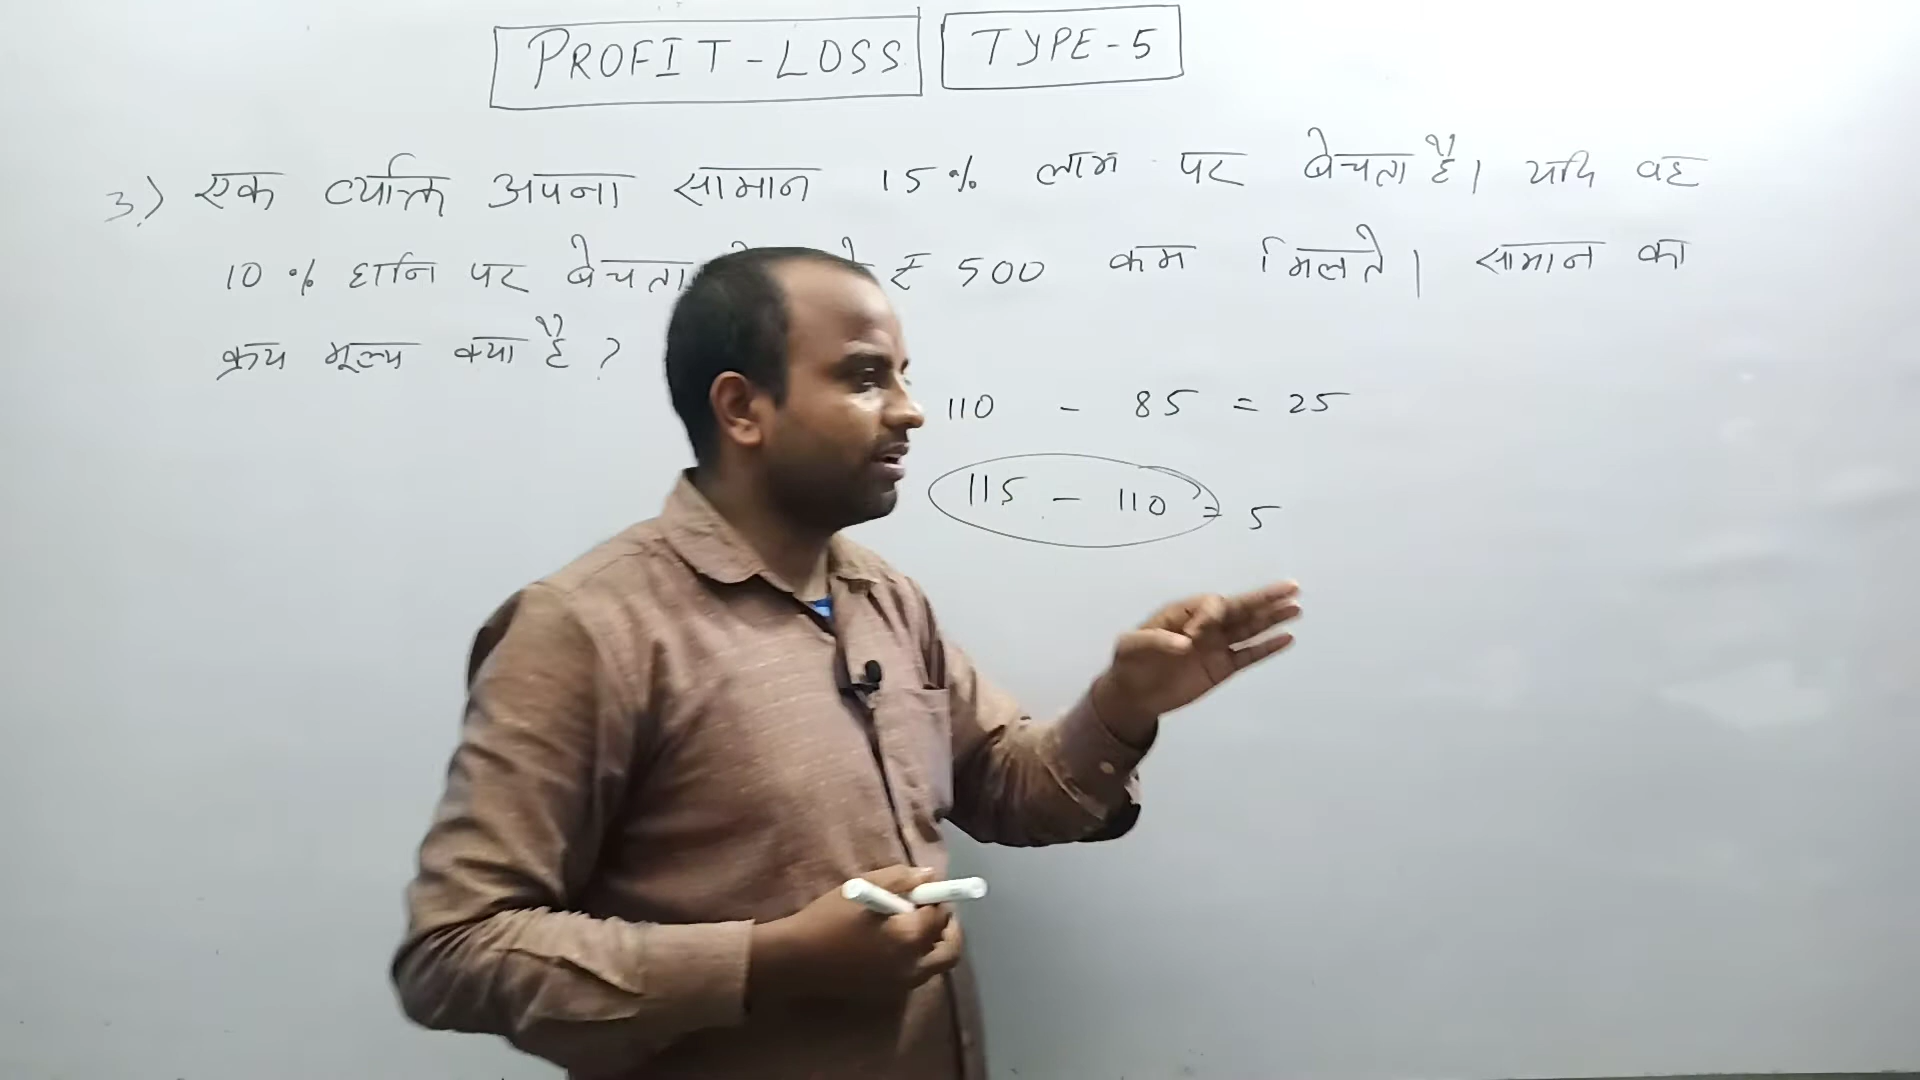 PROFIT-LOSS TYPE-5
3.) एक व्यक्ति अपना सामान 15% लाभ पर बेचता है। यदि वह
10% हानि पर बेचता ₹ 500 कम मिलते। सामान का
क्रय मूल्य क्या है ?
110 - 85 = 25
115 - 110 = 5